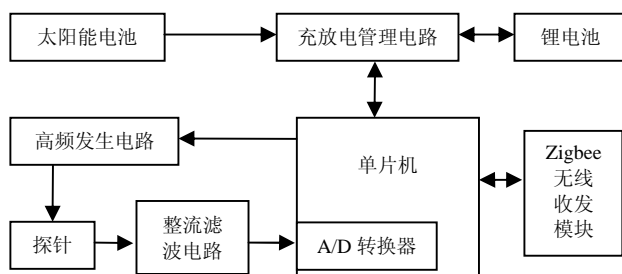 太阳能电池
充放电管理电路
锂电池
高频发生电路
单片机
Zigbee
无线
收发
模块
探针
整流滤
波电路
A/D 转换器